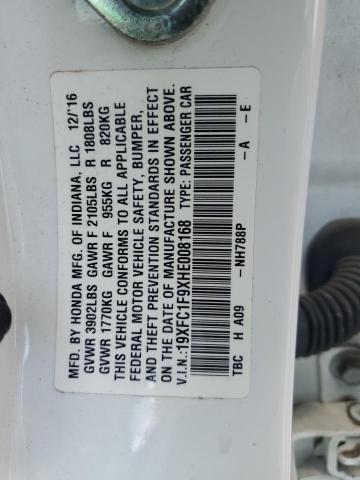 MFD. BY HONDA MFG. OF INDIANA, LLC 12/'16
GVWR 3902LBS GAWR F 2105LBS R 1808LBS
GVWR 1770KG GAWR F 955KG R 820KG
THIS VEHICLE CONFORMS TO ALL APPLICABLE
FEDERAL MOTOR VEHICLE SAFETY, BUMPER,
AND THEFT PREVENTION STANDARDS IN EFFECT
ON THE DATE OF MANUFACTURE SHOWN ABOVE.
V.I.N.:19XFC1F9XHE008168 TYPE: PASSENGER CAR
TBC H A09 -NH788P -A -E